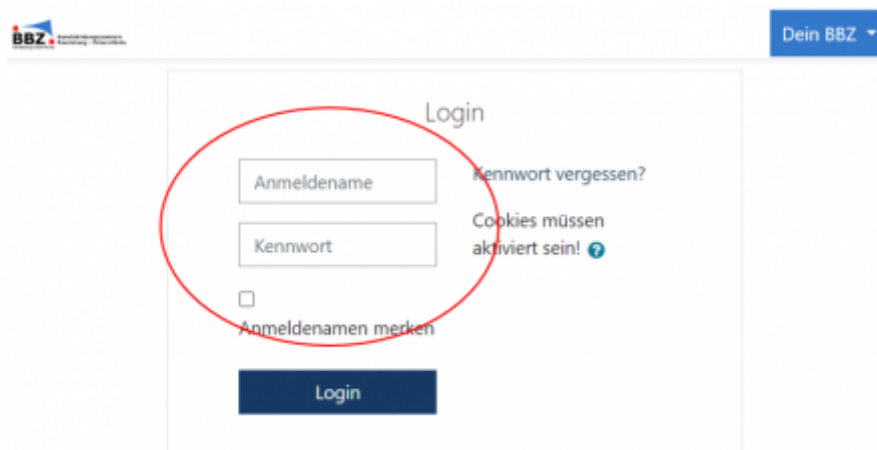 BBZ
Dein BBZ
Login
Anmeldename
Kennwort vergessen?
Kennwort
Cookies müssen
aktiviert sein! ?
Anmeldenamen merken
Login